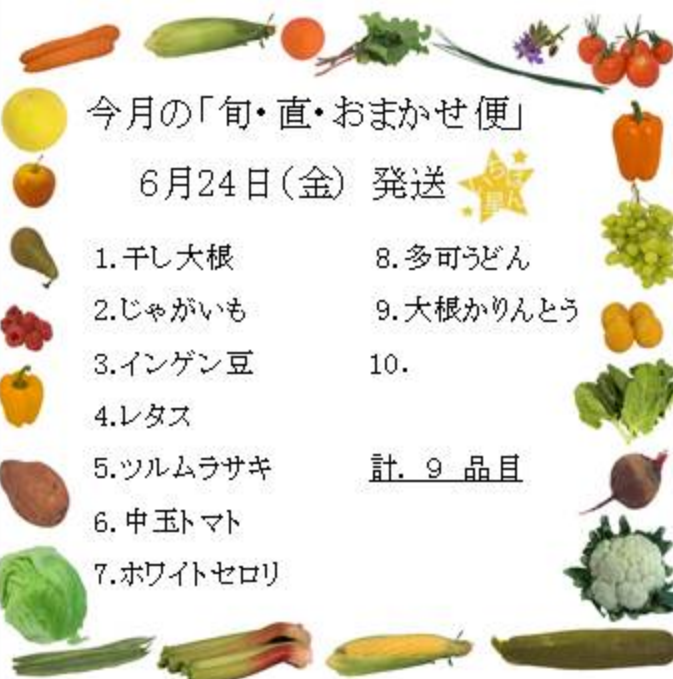 今月の「旬・直・おまかせ便」
6月24日（金） 発送
1.干し大根
2.じゃがいも
3.インゲン豆
4.レタス
5.ツルムラサキ
6.中玉トマト
7.ホワイトセロリ
8.多可うどん
9.大根かりんとう
10.
計. 9 品目